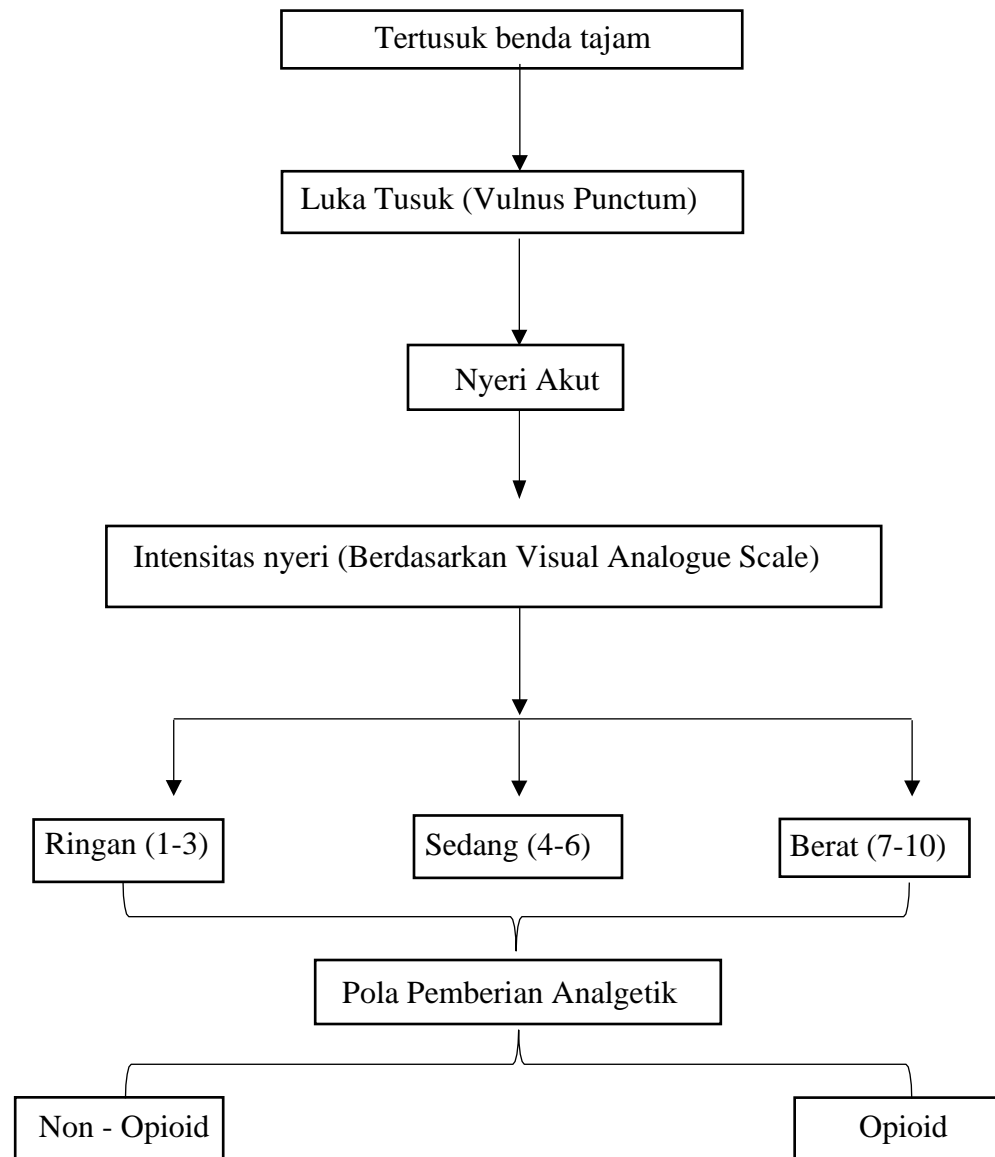 Tertusuk benda tajam
Luka Tusuk (Vulnus Punctum)
Nyeri Akut
Intensitas nyeri (Berdasarkan Visual Analogue Scale)
Ringan (1-3)
Sedang (4-6)
Berat (7-10)
Pola Pemberian Analgetik
Non - Opioid
Opioid